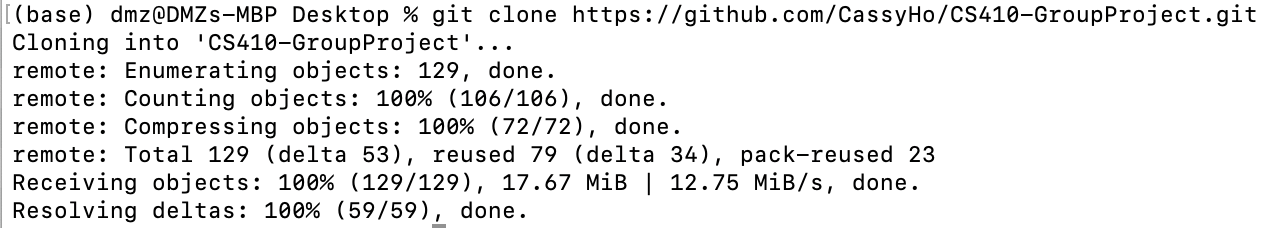 [(base) dmz@DMZs-MBP Desktop % git clone https://github.com/CassyHo/CS410-GroupProject.git
Cloning into 'CS410-GroupProject'...
remote: Enumerating objects: 129, done.
remote: Counting objects: 100% (106/106), done.
remote: Compressing objects: 100% (72/72), done.
remote: Total 129 (delta 53), reused 79 (delta 34), pack-reused 23
Receiving objects: 100% (129/129), 17.67 MiB | 12.75 MiB/s, done.
Resolving deltas: 100% (59/59), done.